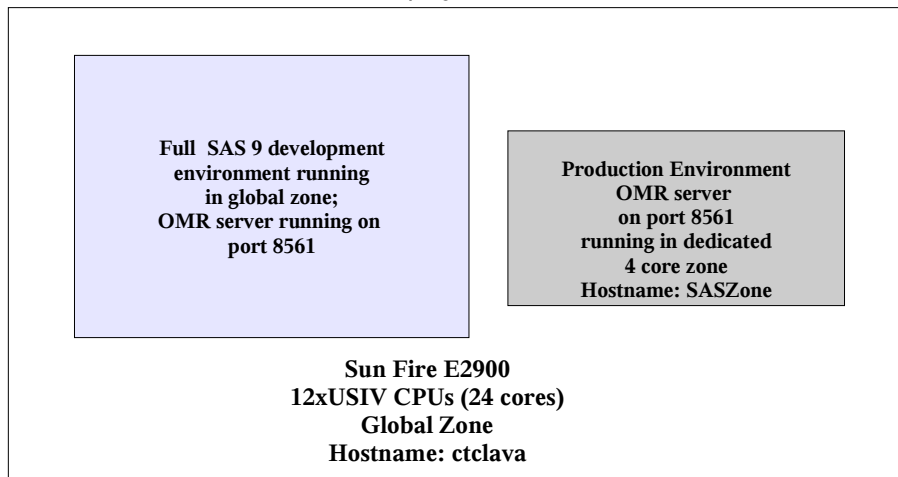 Full SAS 9 development
environment running
in global zone;
OMR server running on
port 8561
Production Environment
OMR server
on port 8561
running in dedicated
4 core zone
Hostname: SASZone
Sun Fire E2900
12xUSIV CPUs (24 cores)
Global Zone
Hostname: ctclava